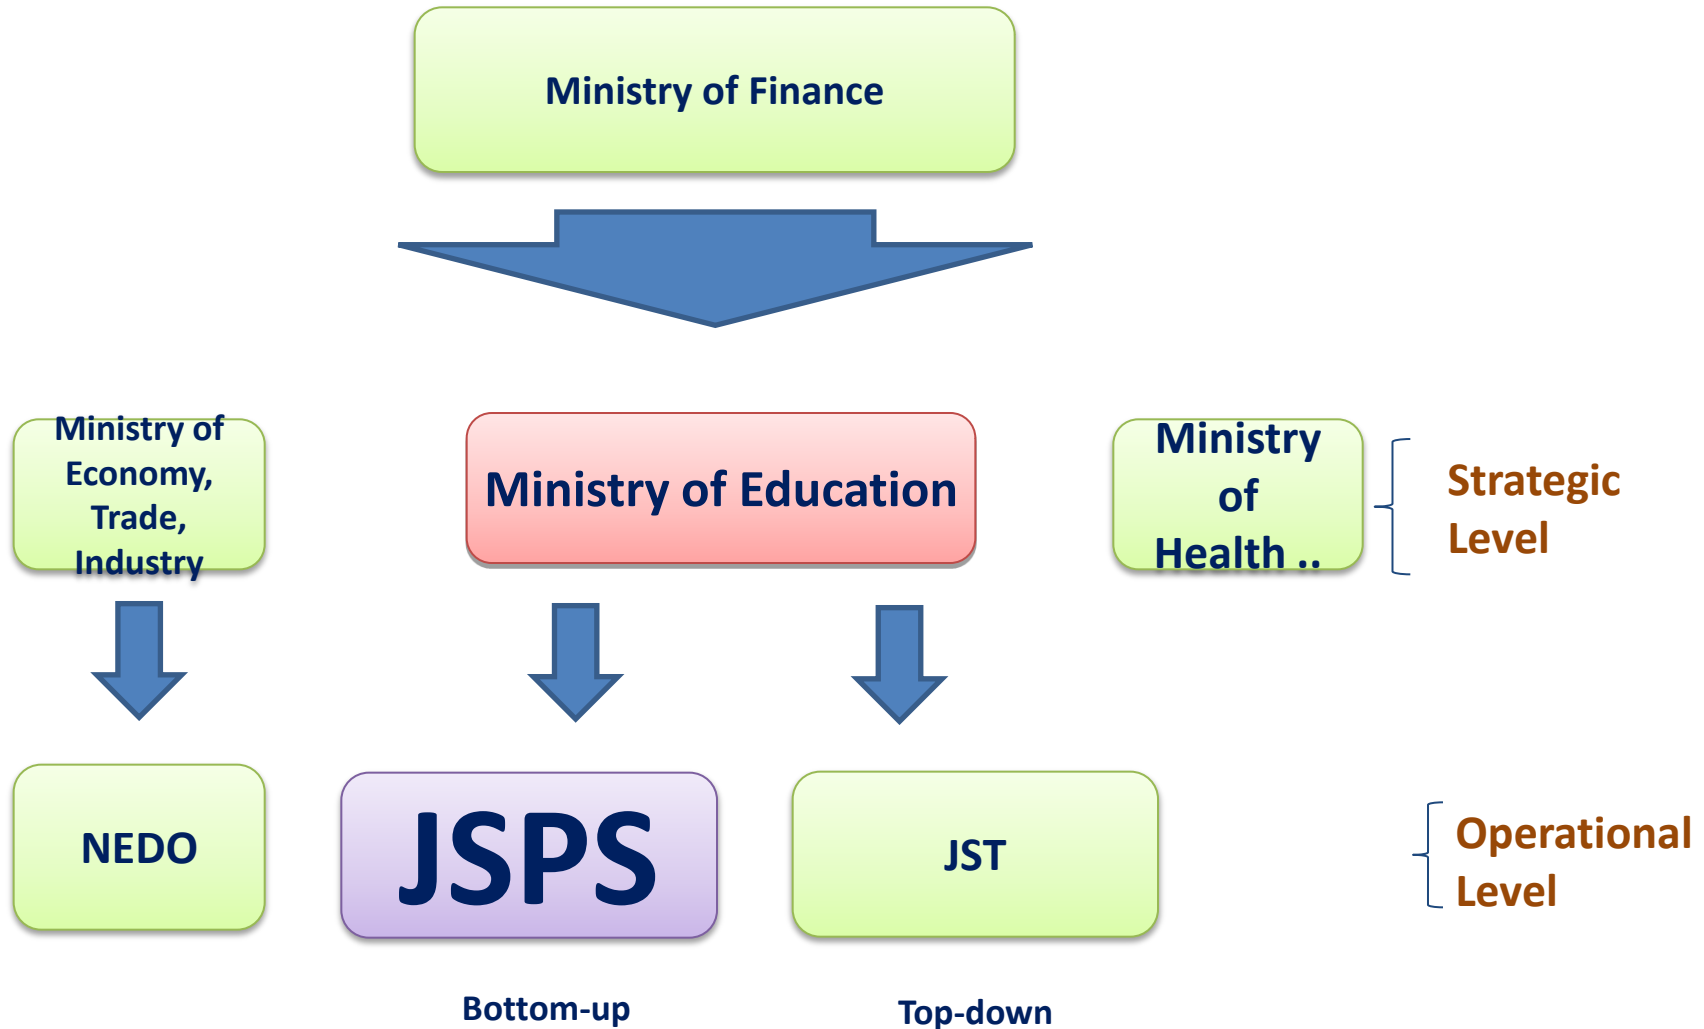 Ministry of Finance
Ministry of
Economy,
Trade,
Industry
Ministry of Education
Ministry
of
Health ..
Strategic
Level
NEDO
JSPS
JST
Operational
Level
Bottom-up
Top-down